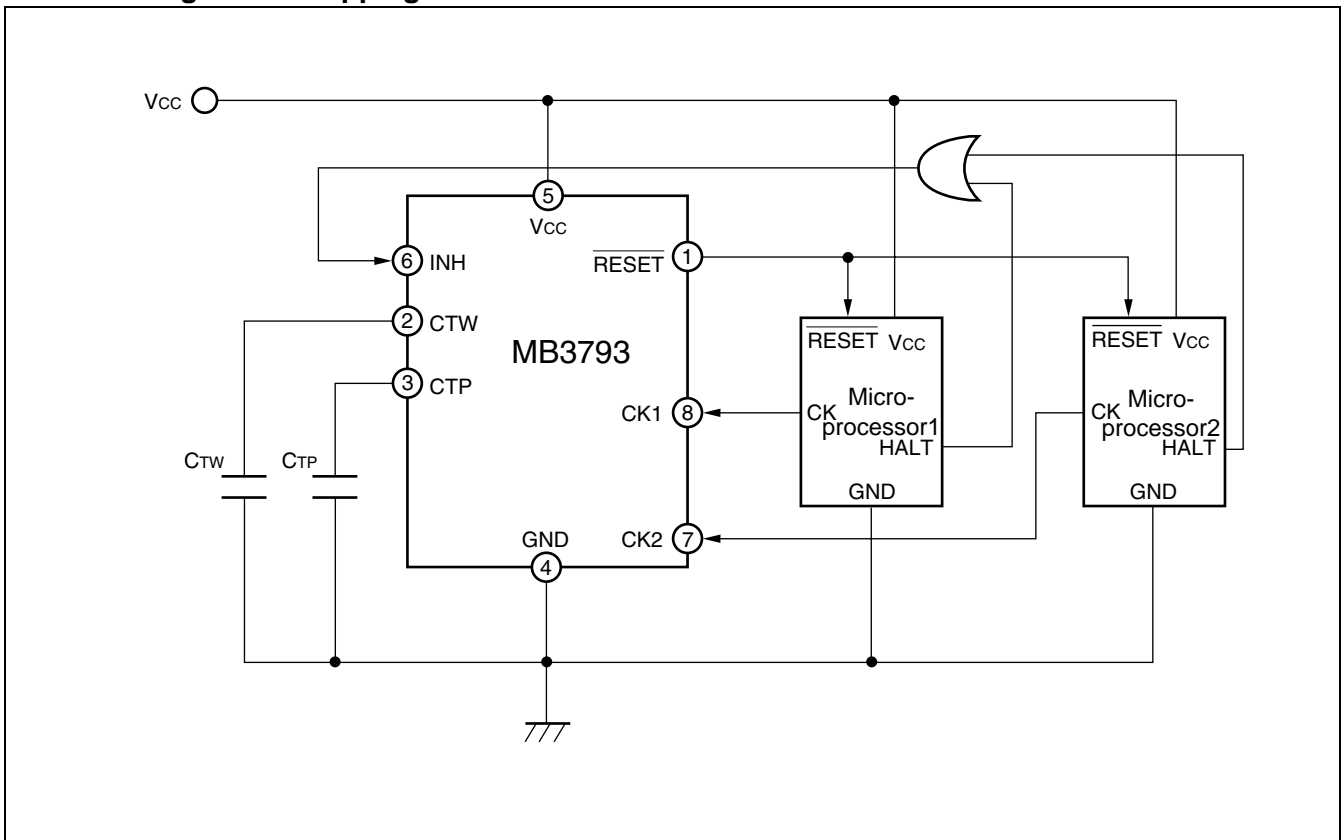 Vcc
5
Vcc
6 INH
RESET 1
2 CTW
3 CTP
MB3793
CK1 8
CTW
CTP
GND
4
CK2 7
RESET Vcc
CK
Micro-
processor1
HALT
GND
RESET Vcc
CK
Micro-
processor2
HALT
GND